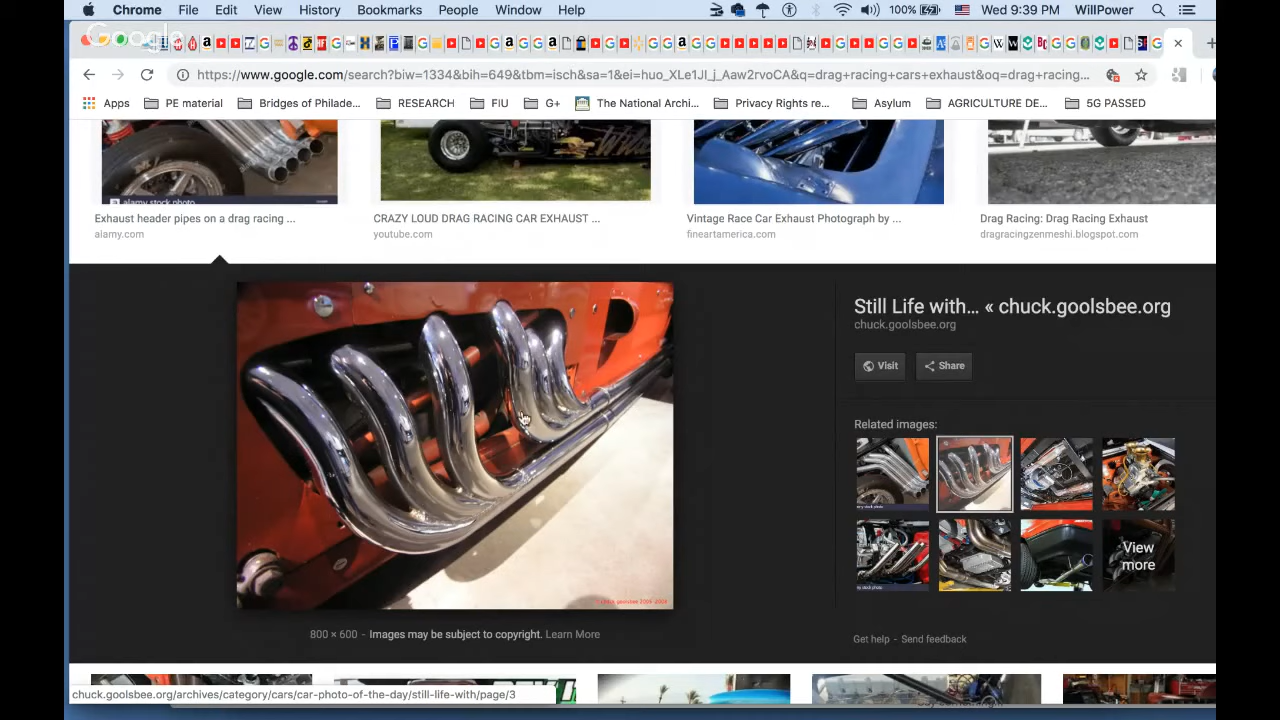 Chrome File Edit View History Bookmarks People Window Help 100% Wed 9:39 PM WillPower
Google
https://www.google.com/search?biw=1334&bih=649&tbm=isch&sa=1&ei=huo_XLe1JI_j_Aaw2rvoCA&q=drag+racing+cars+exhaust&oq=drag+racing...
Apps PE material Bridges of Philade... RESEARCH FIU G+ The National Archi... Privacy Rights re... Asylum AGRICULTURE DE... 5G PASSED
a alamy stock photo
Exhaust header pipes on a drag racing ... CRAZY LOUD DRAG RACING CAR EXHAUST ... Vintage Race Car Exhaust Photograph by ... Drag Racing: Drag Racing Exhaust
alamy.com youtube.com fineartamerica.com dragracingzenmeshi.blogspot.com
Still Life with... « chuck.goolsbee.org
chuck.goolsbee.org
Visit Share
Related images:
View
more
800 × 600 - Images may be subject to copyright. Learn More
Get help - Send feedback
chuck.goolsbee.org/archives/category/cars/car-photo-of-the-day/still-life-with/page/3